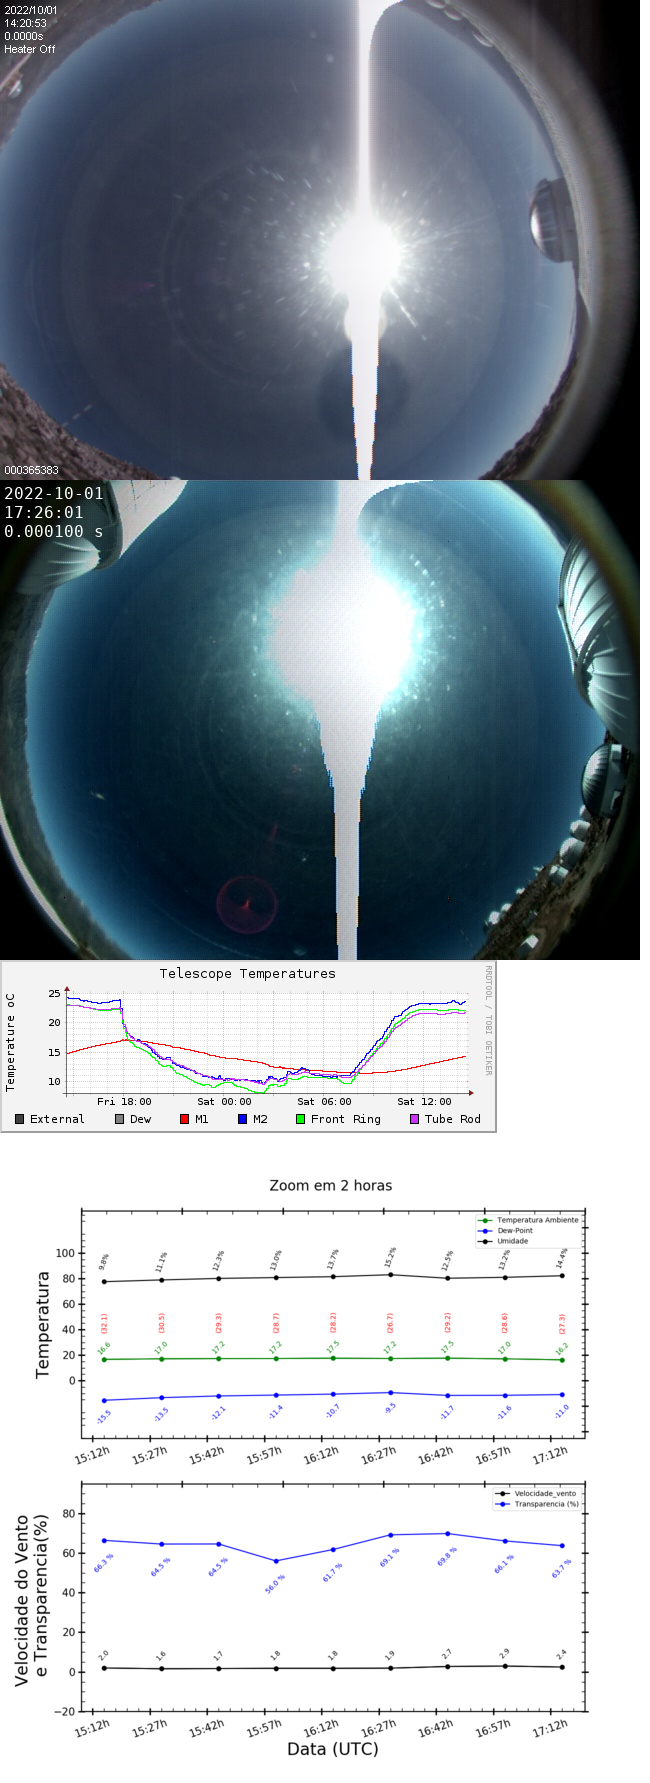 2022/10/01
14:20:53
0.0000s
Heater Off
000365383
2022-10-01
17:26:01
0.000100 s
Telescope Temperatures
RRDTOOL / TOBI OETIKER
Temperature oC
25
20
15
10
Fri 18:00 Sat 00:00 Sat 06:00 Sat 12:00
External Dew M1 M2 Front Ring Tube Rod
Zoom em 2 horas
Temperatura Ambiente
Dew-Point
Umidade
Temperatura
100
80
60
40
20
0
9.8% 11.1% 12.3% 13.0% 13.7% 15.2% 12.5% 13.2% 14.4%
(32.1) (30.5) (29.3) (28.7) (28.2) (26.7) (29.2) (28.6) (27.3)
16.6 17.0 17.2 17.2 17.5 17.2 17.5 17.0 16.2
-15.5 -13.5 -12.1 -11.4 -10.7 -9.5 -11.7 -11.6 -11.0
15:12h 15:27h 15:42h 15:57h 16:12h 16:27h 16:42h 16:57h 17:12h
Velocidade_vento
Transparencia (%)
Velocidade do Vento
e Transparencia(%)
80
60
40
20
0
−20
66.3 % 64.5 % 64.5 % 56.0 % 61.7 % 69.1 % 69.8 % 66.1 % 63.7 %
2.0 1.6 1.7 1.8 1.8 1.9 2.7 2.9 2.4
15:12h 15:27h 15:42h 15:57h 16:12h 16:27h 16:42h 16:57h 17:12h
Data (UTC)